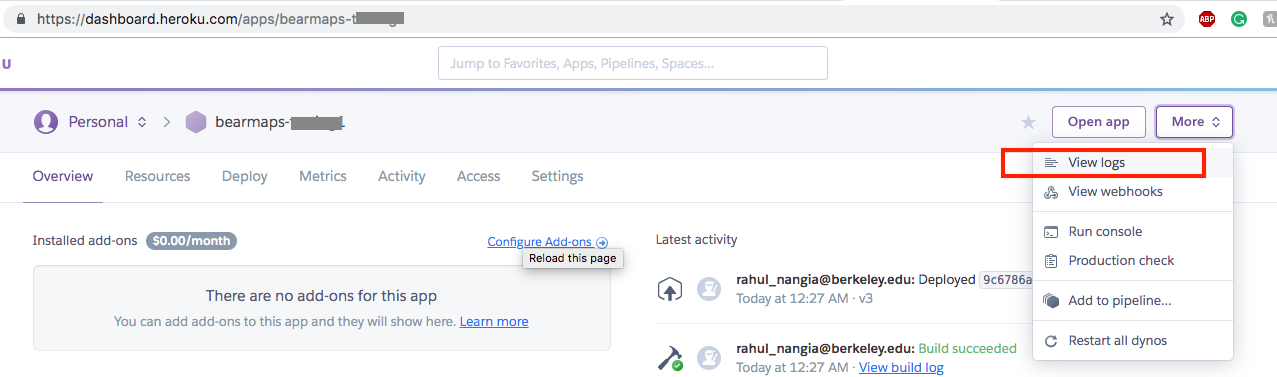 https://dashboard.heroku.com/apps/bearmaps-
ABP
U
Jump to Favorites, Apps, Pipelines, Spaces...
Personal
bearmaps-
Open app
More
View logs
View webhooks
Run console
Production check
Add to pipeline...
Restart all dynos
Overview Resources Deploy Metrics Activity Access Settings
Installed add-ons $0.00/month Configure Add-ons
Reload this page
There are no add-ons for this app
You can add add-ons to this app and they will show here. Learn more
Latest activity
rahul_nangia@berkeley.edu: Deployed 9c6786a
Today at 12:27 AM · v3
rahul_nangia@berkeley.edu: Build succeeded
Today at 12:27 AM · View build log